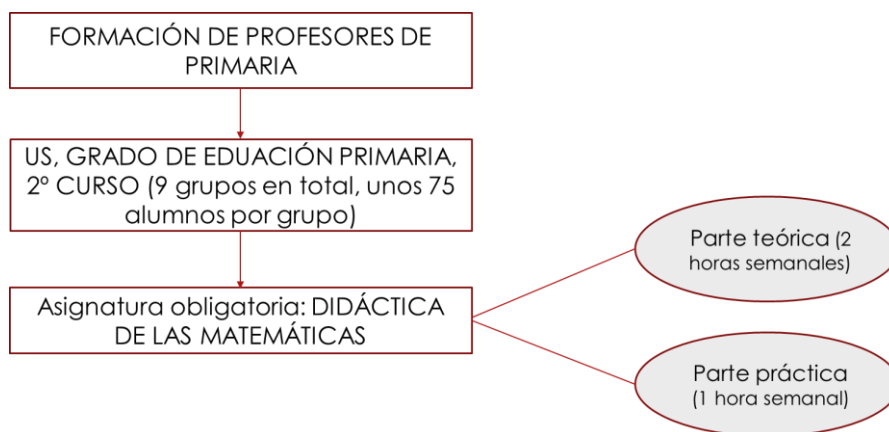 FORMACIÓN DE PROFESORES DE
PRIMARIA
US, GRADO DE EDUACIÓN PRIMARIA,
2º CURSO (9 grupos en total, unos 75
alumnos por grupo)
Asignatura obligatoria: DIDÁCTICA
DE LAS MATEMÁTICAS
Parte teórica (2
horas semanales)
Parte práctica
(1 hora semanal)